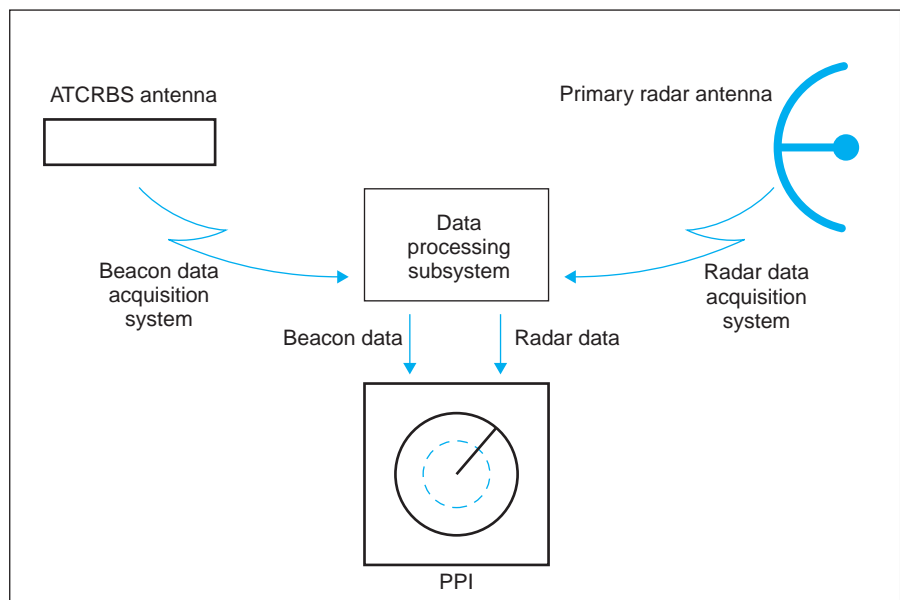 ATCRBS antenna
Primary radar antenna
Data
processing
subsystem
Beacon data
acquisition
system
Radar data
acquisition
system
Beacon data
Radar data
PPI